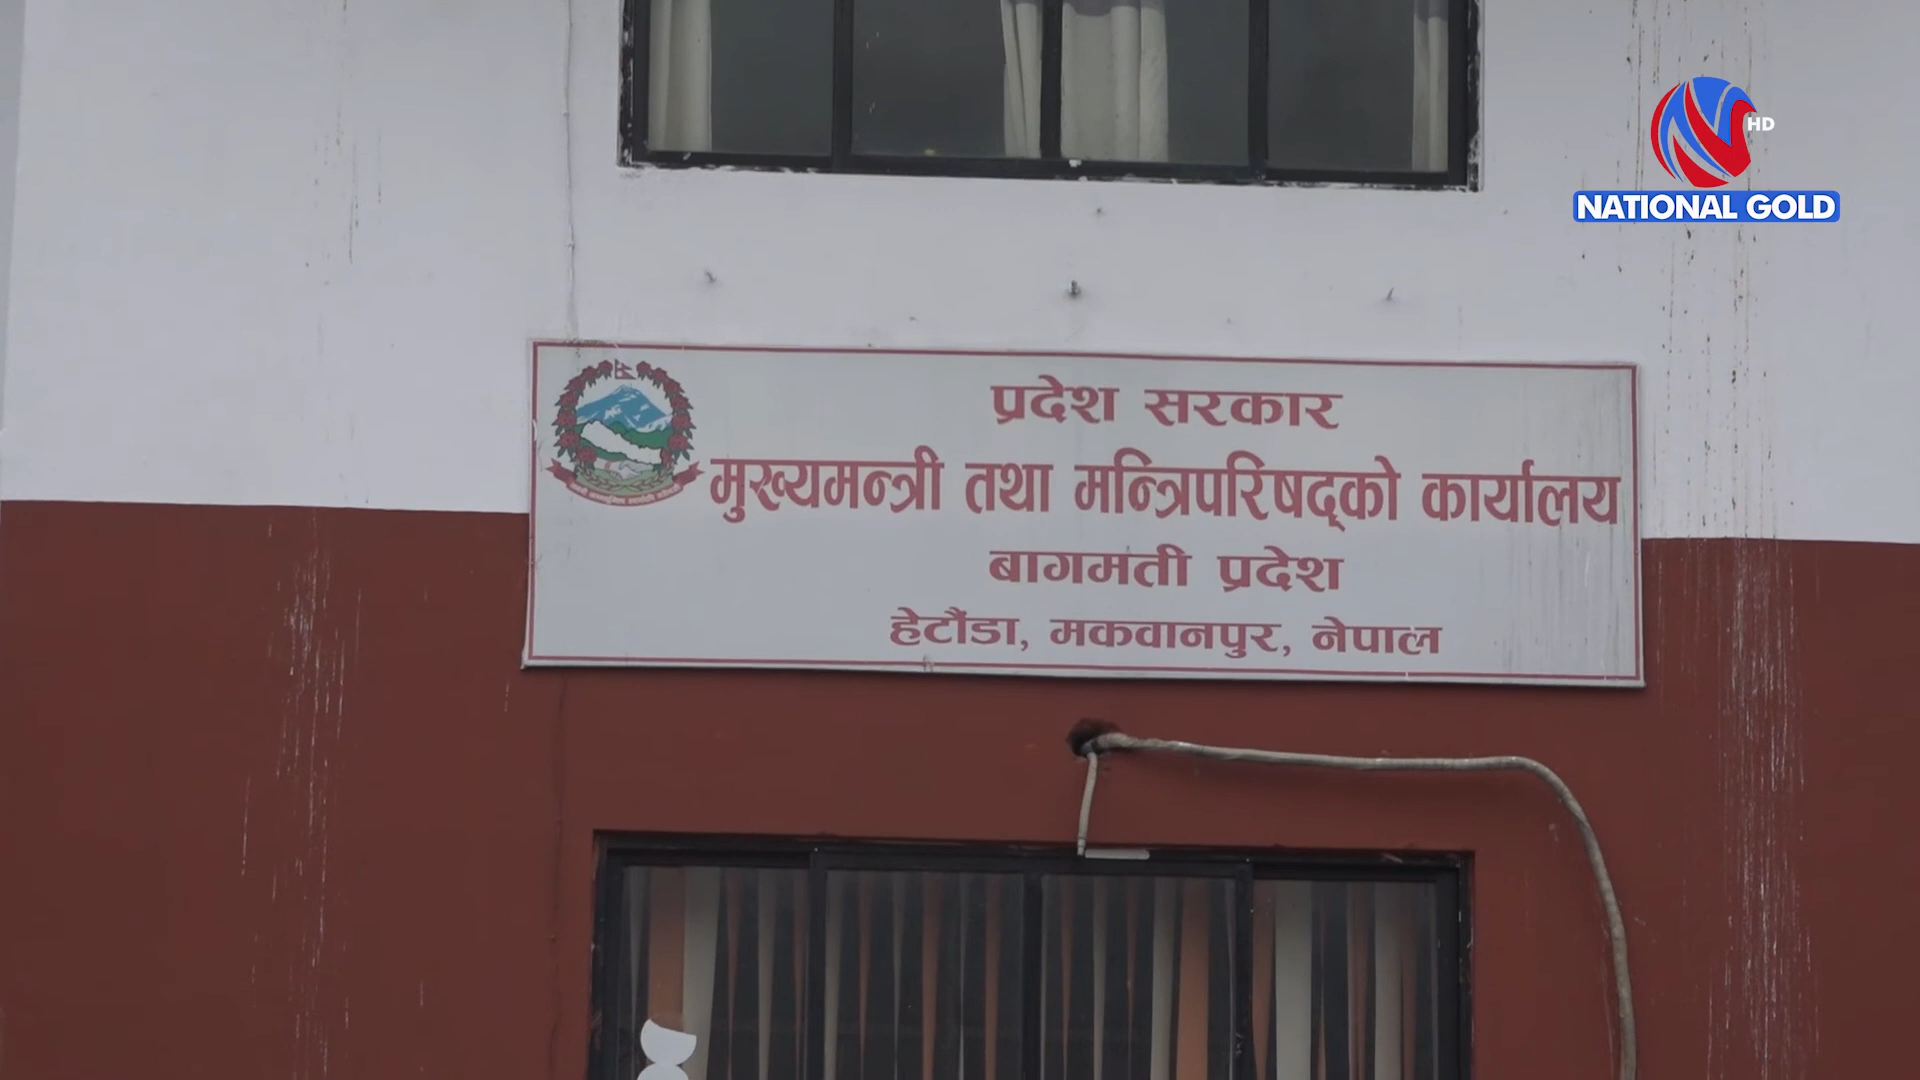 HD
NATIONAL GOLD
प्रदेश सरकार
मुख्यमन्त्री तथा मन्त्रिपरिषद्को कार्यालय
बागमती प्रदेश
हेटौंडा, मकवानपुर, नेपाल